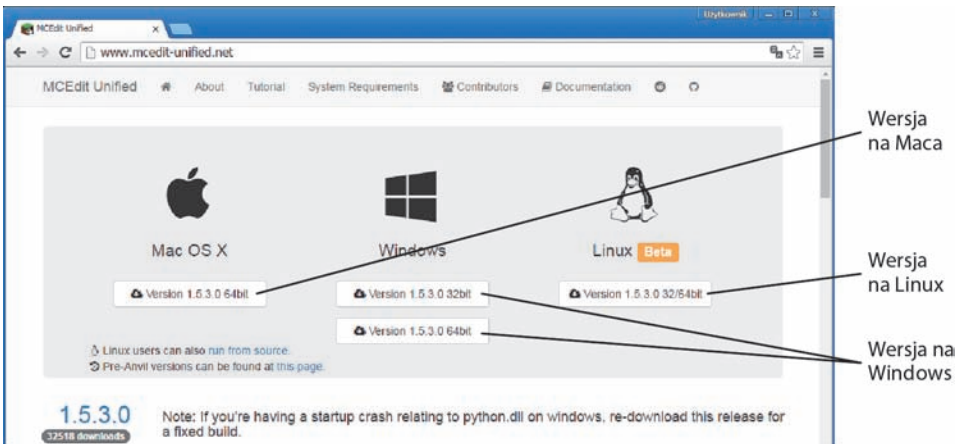 Użytkownik
MCEdit Unified
www.mcedit-unified.net
MCEdit Unified About Tutorial System Requirements Contributors Documentation
Wersja
na Maca
Mac OS X
Windows
Linux Beta
Version 1.5.3.0 64bit
Version 1.5.3.0 32bit
Version 1.5.3.0 32/64bit
Version 1.5.3.0 64bit
Wersja
na Linux
Wersja na
Windows
Linux users can also run from source.
Pre-Anvil versions can be found at this page.
1.5.3.0
32518 downloads
Note: If you're having a startup crash relating to python.dll on windows, re-download this release for
a fixed build.